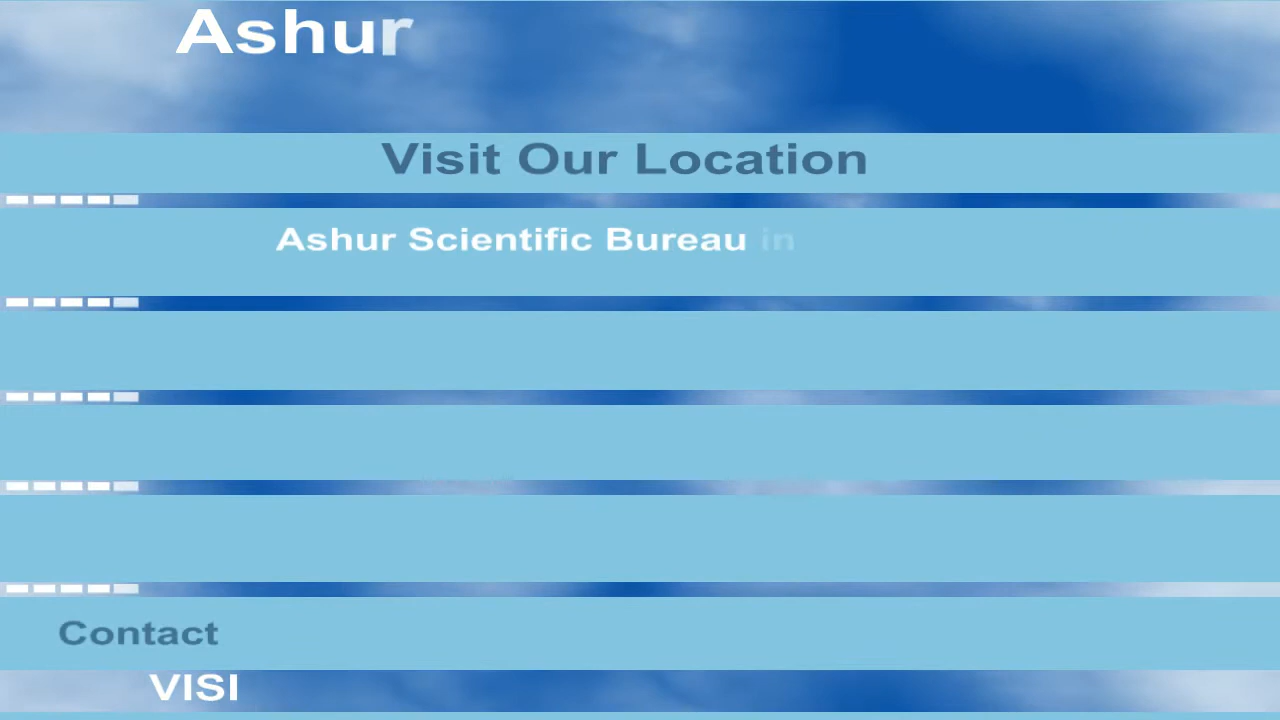 Ashur
Visit Our Location
Ashur Scientific Bureau in
Contact
VISI